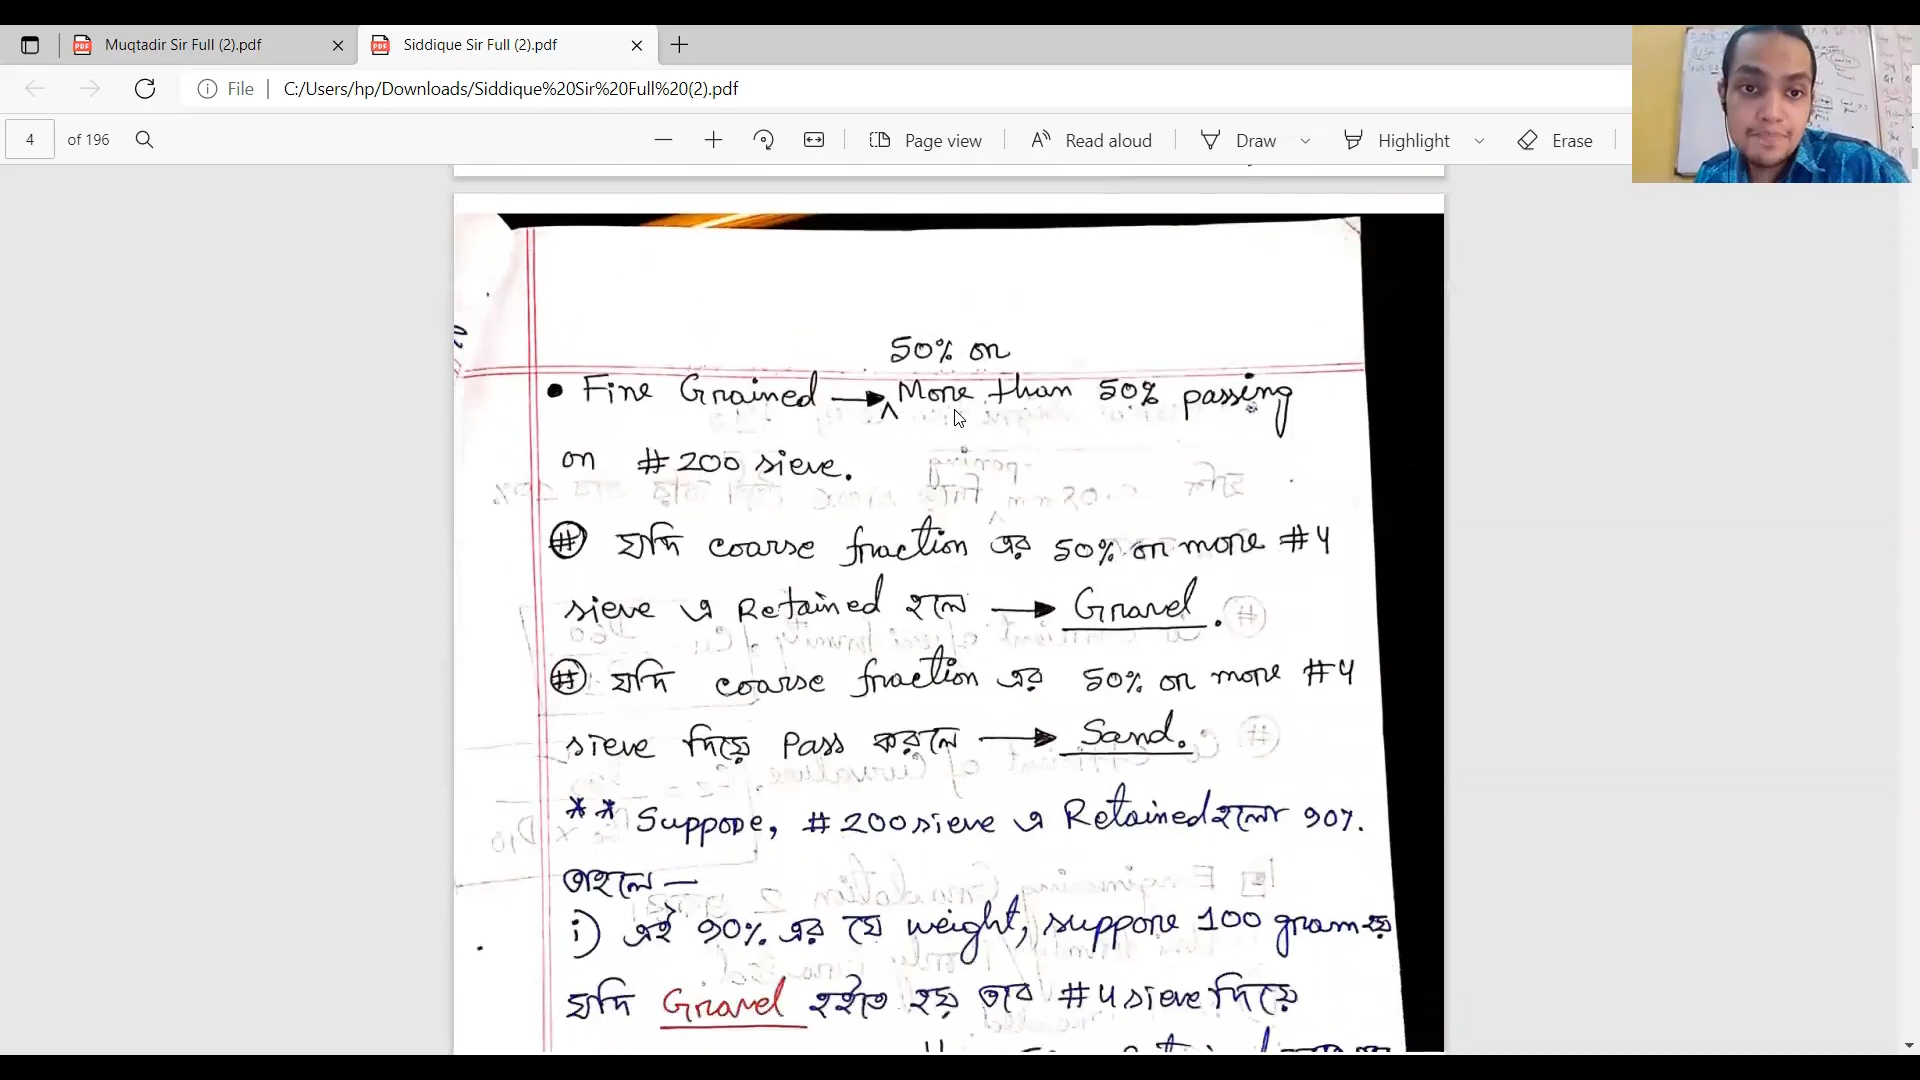 Muqtadir Sir Full (2).pdf
Siddique Sir Full (2).pdf
File C:/Users/hp/Downloads/Siddique%20Sir%20Full%20(2).pdf
4 of 196 Page view Read aloud Draw Highlight Erase
50% or
• Fine Grained → More than 50% passing
on #200 sieve.
# যদি coarse fraction এর 50% or more #4
sieve এ Retained হলে → Gravel.
# যদি coarse fraction এর 50% or more #4
sieve দিয়ে Pass করলে → Sand.
** Suppose, #200 sieve এ Retained হলো 90%.
তাহলে —
i) এই 90% এর যে weight, suppose 100 gram হয়
যদি Gravel হইতে হয় তবে #4 sieve দিয়ে